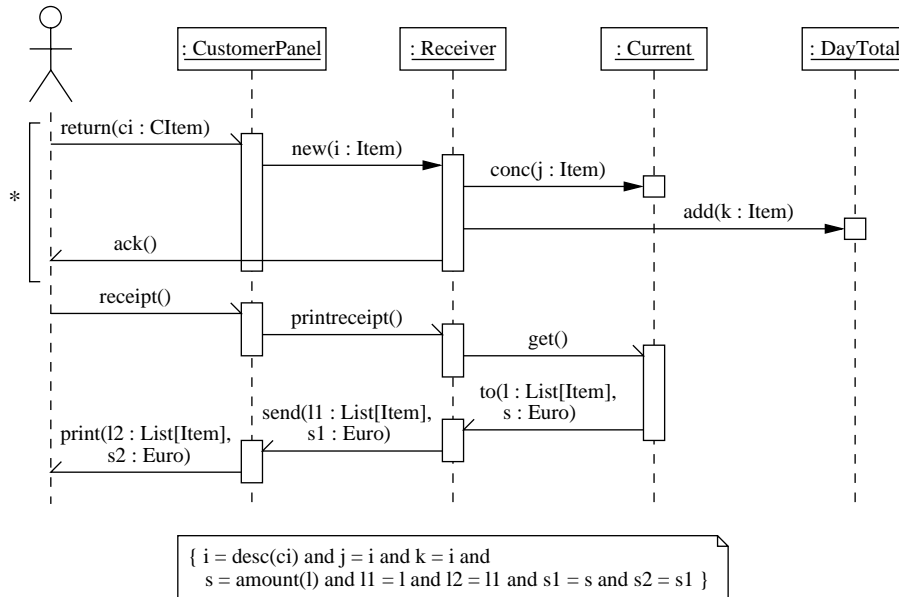 : CustomerPanel
: Receiver
: Current
: DayTotal
return(ci : CItem)
new(i : Item)
conc(j : Item)
*
add(k : Item)
ack()
receipt()
printreceipt()
get()
to(l : List[Item],
s : Euro)
send(l1 : List[Item],
s1 : Euro)
print(l2 : List[Item],
s2 : Euro)
{ i = desc(ci) and j = i and k = i and
s = amount(l) and l1 = l and l2 = l1 and s1 = s and s2 = s1 }